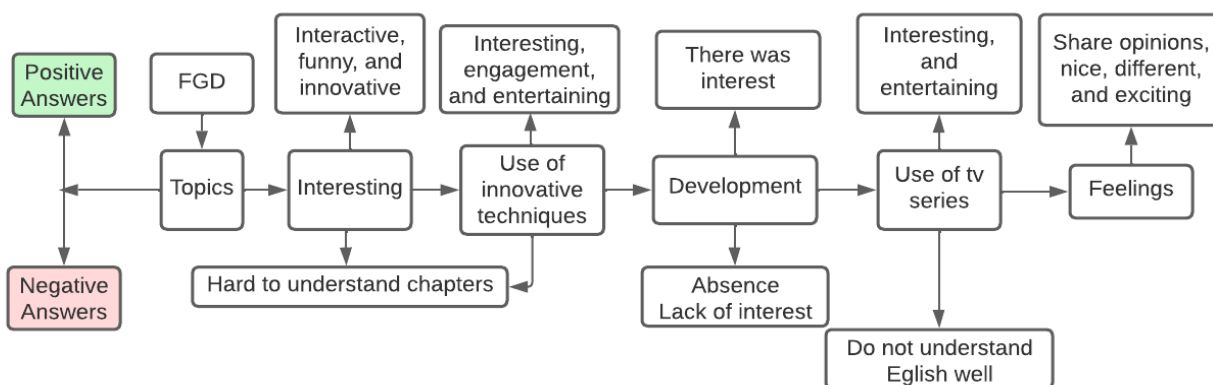 Positive
Answers
FGD
Interactive,
funny, and
innovative
Interesting,
engagement,
and entertaining
There was
interest
Interesting,
and
entertaining
Share opinions,
nice, different,
and exciting
Topics
Interesting
Use of
innovative
techniques
Development
Use of tv
series
Feelings
Negative
Answers
Hard to understand chapters
Absence
Lack of interest
Do not understand
Eglish well